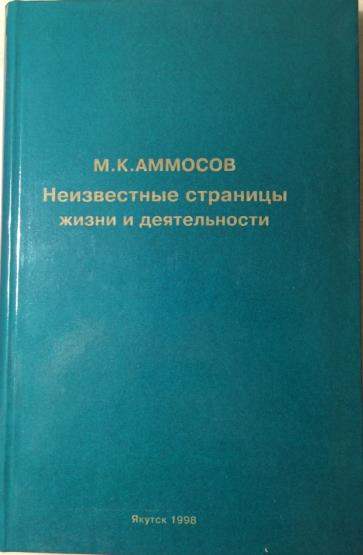 М.К.АММОСОВ
Неизвестные страницы
жизни и деятельности
Якутск 1998